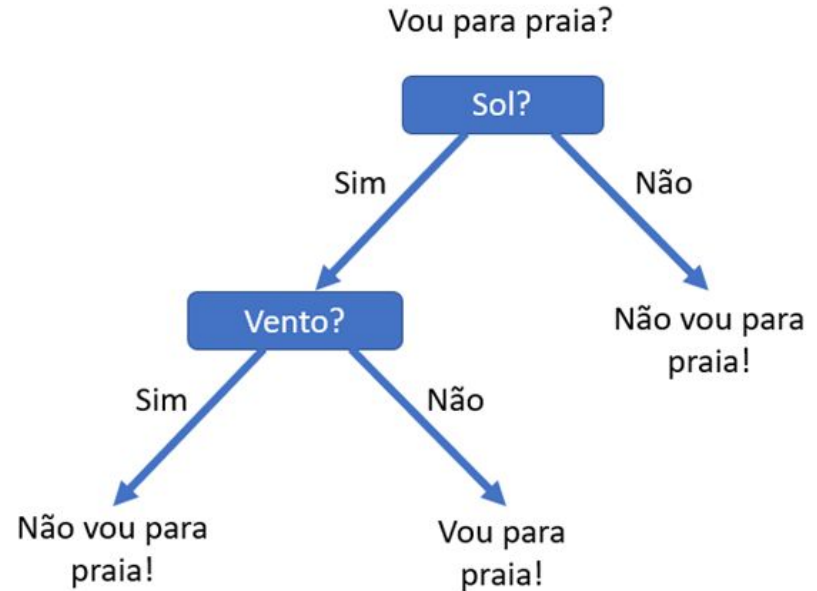 Vou para praia?
Sol?
Sim
Não
Vento?
Não vou para
praia!
Sim
Não
Não vou para
praia!
Vou para
praia!